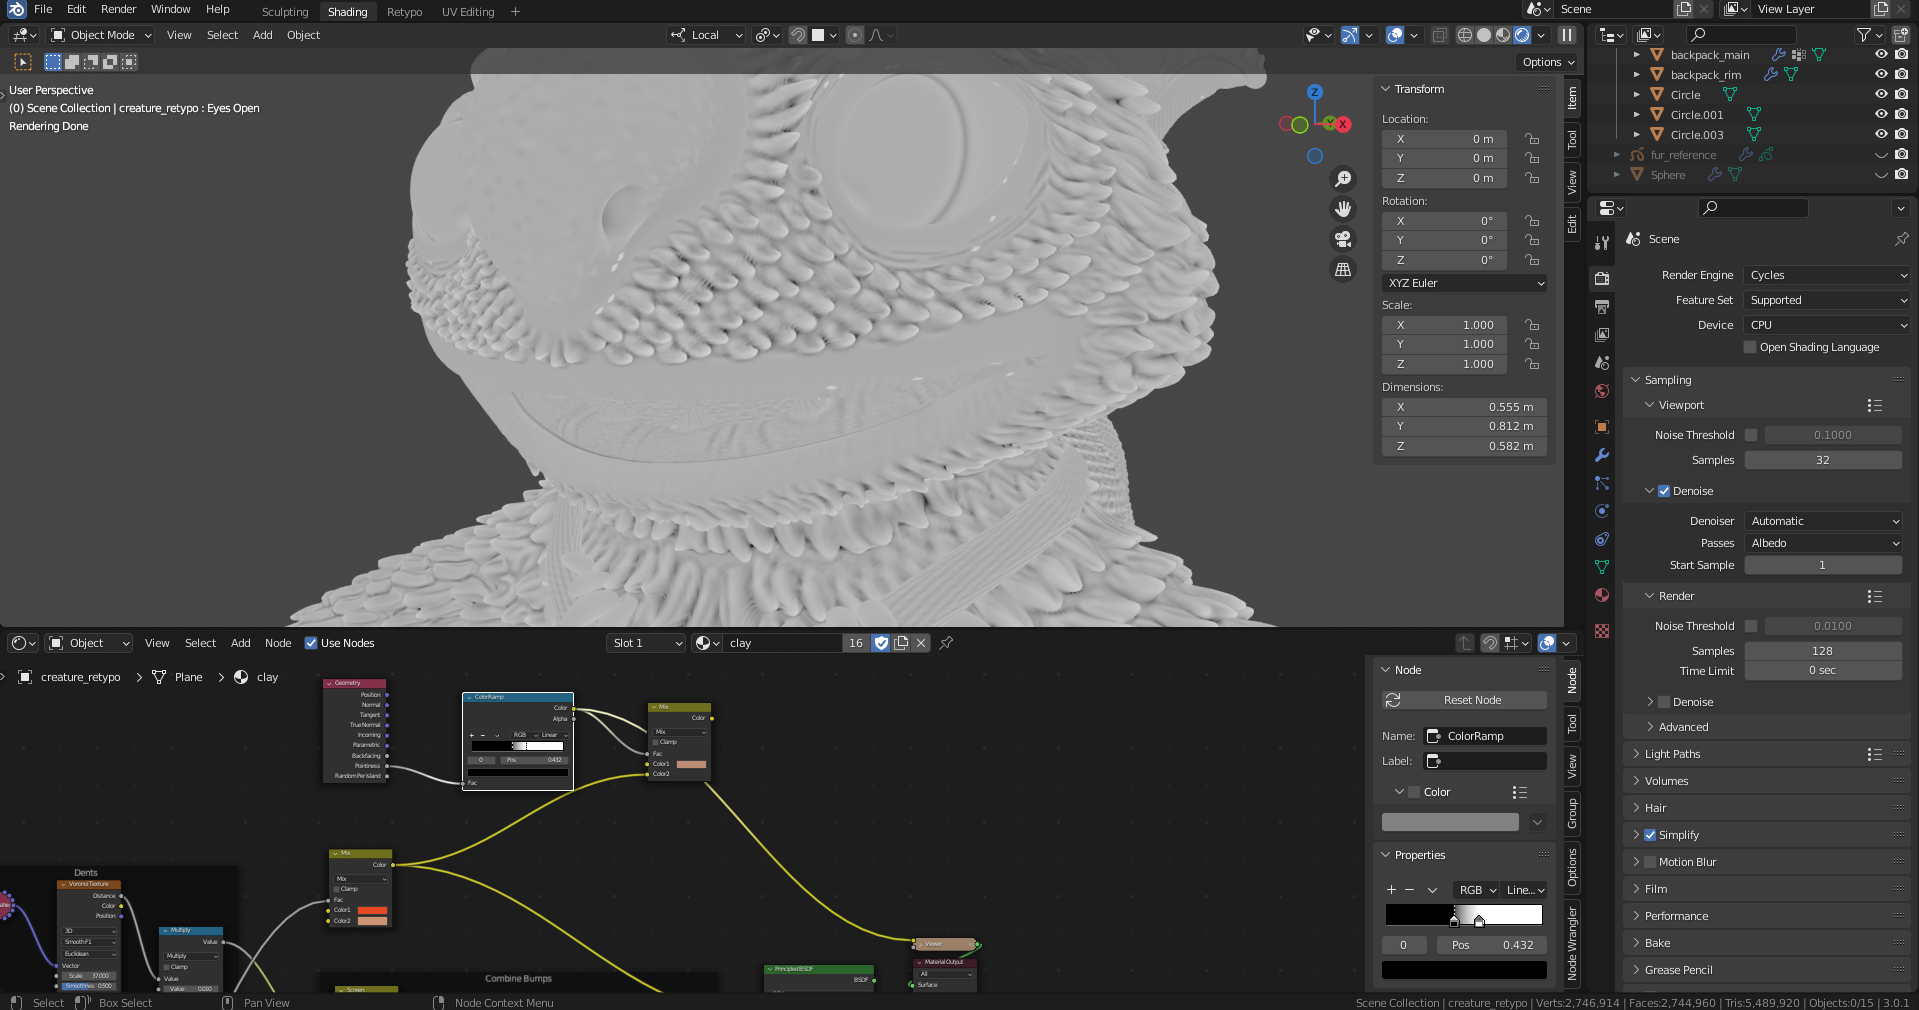 File Edit Render Window Help Sculpting Shading Retypo UV Editing + Scene View Layer
Object Mode View Select Add Object Local
Options
User Perspective
(0) Scene Collection | creature_retypo : Eyes Open
Rendering Done
Z
X
Y
Transform
Location:
X 0 m
Y 0 m
Z 0 m
Rotation:
X 0°
Y 0°
Z 0°
XYZ Euler
Scale:
X 1.000
Y 1.000
Z 1.000
Dimensions:
X 0.555 m
Y 0.812 m
Z 0.582 m
Item
Tool
View
Edit
backpack_main
backpack_rim
Circle
Circle.001
Circle.003
fur_reference
Sphere
Scene
Render Engine Cycles
Feature Set Supported
Device CPU
Open Shading Language
Sampling
Viewport
Noise Threshold 0.1000
Samples 32
Denoise
Denoiser Automatic
Passes Albedo
Start Sample 1
Render
Noise Threshold 0.0100
Samples 128
Time Limit 0 sec
Denoise
Advanced
Light Paths
Volumes
Hair
Simplify
Motion Blur
Film
Performance
Bake
Grease Pencil
Object View Select Add Node Use Nodes Slot 1 clay 16
creature_retypo > Plane > clay
Geometry
Position
Normal
Tangent
True Normal
Incoming
Parametric
Backfacing
Pointiness
Random Per Island
ColorRamp
Color
Alpha
RGB Linear
0 Pos 0.432
Fac
Mix
Color
Mix
Clamp
Fac
Color1
Color2
Mix
Color
Mix
Clamp
Fac
Color1
Color2
Dents
Voronoi Texture
Distance
Color
Position
3D
Smooth F1
Euclidean
Vector
Scale 37.000
Smoothness 0.500
Multiply
Value
Multiply
Clamp
Value
Value 0.010
Combine Bumps
Screen
Principled BSDF
BSDF
Viewer
Material Output
All
Surface
Node
Reset Node
Name: ColorRamp
Label:
Color
Properties
RGB Line...
0 Pos 0.432
Node
Tool
View
Group
Options
Node Wrangler
Select Box Select Pan View Node Context Menu
Scene Collection | creature_retypo | Verts:2,746,914 | Faces:2,744,960 | Tris:5,489,920 | Objects:0/15 | 3.0.1